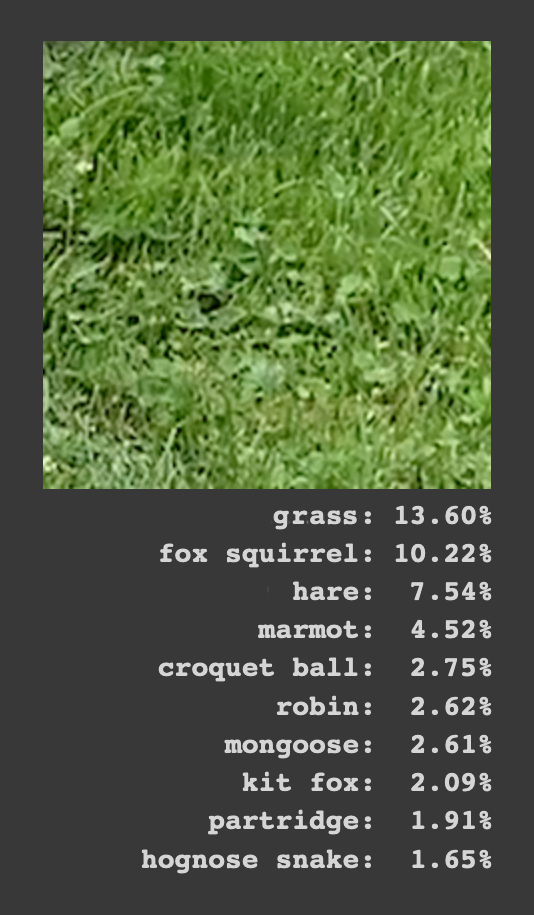 grass: 13.60%
fox squirrel: 10.22%
hare: 7.54%
marmot: 4.52%
croquet ball: 2.75%
robin: 2.62%
mongoose: 2.61%
kit fox: 2.09%
partridge: 1.91%
hognose snake: 1.65%